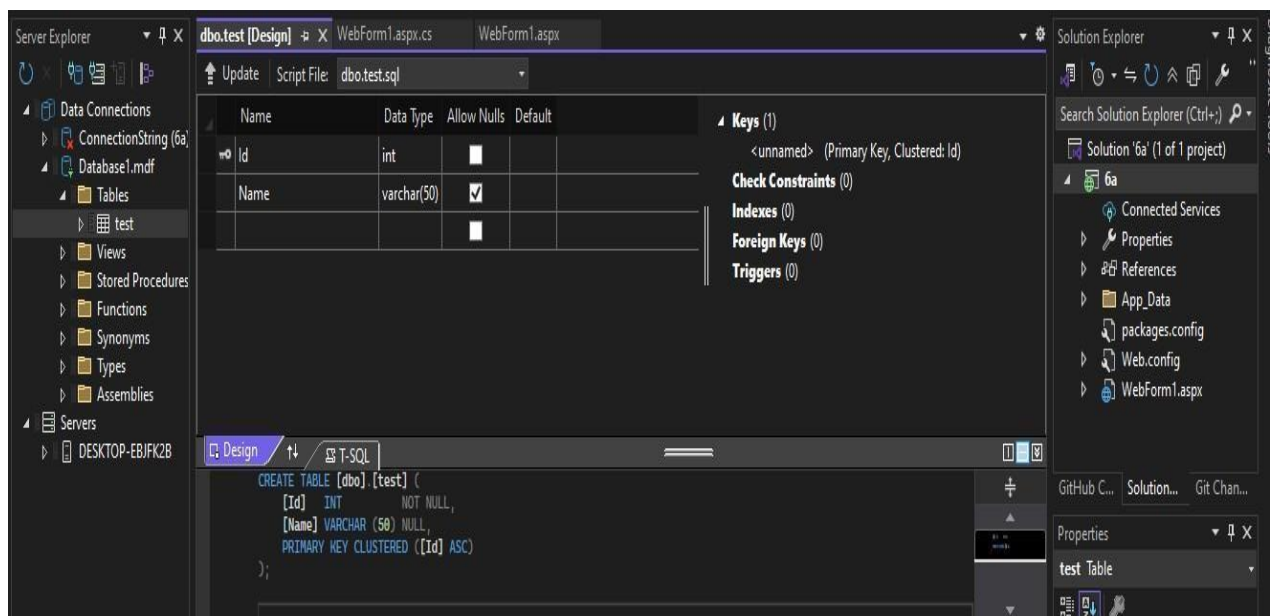 Server Explorer
Data Connections
ConnectionString (6a)
Database1.mdf
Tables
test
Views
Stored Procedures
Functions
Synonyms
Types
Assemblies
Servers
DESKTOP-EBJFK2B
dbo.test [Design] WebForm1.aspx.cs WebForm1.aspx
Update Script File: dbo.test.sql
Name Data Type Allow Nulls Default
Id int
Name varchar(50)
Keys (1)
<unnamed> (Primary Key, Clustered: Id)
Check Constraints (0)
Indexes (0)
Foreign Keys (0)
Triggers (0)
Design T-SQL
CREATE TABLE [dbo].[test] (
[Id] INT NOT NULL,
[Name] VARCHAR (50) NULL,
PRIMARY KEY CLUSTERED ([Id] ASC)
);
Solution Explorer
Search Solution Explorer (Ctrl+;)
Solution '6a' (1 of 1 project)
6a
Connected Services
Properties
References
App_Data
packages.config
Web.config
WebForm1.aspx
GitHub C... Solution... Git Chan...
Properties
test Table